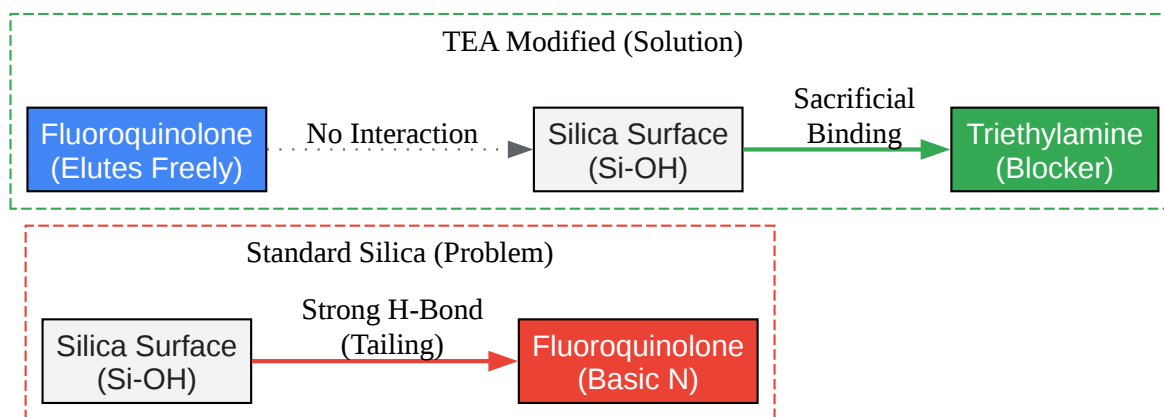 TEA Modified (Solution)
Fluoroquinolone
(Elutes Freely)
No Interaction
Silica Surface
(Si-OH)
Sacrificial
Binding
Triethylamine
(Blocker)
Standard Silica (Problem)
Silica Surface
(Si-OH)
Strong H-Bond
(Tailing)
Fluoroquinolone
(Basic N)